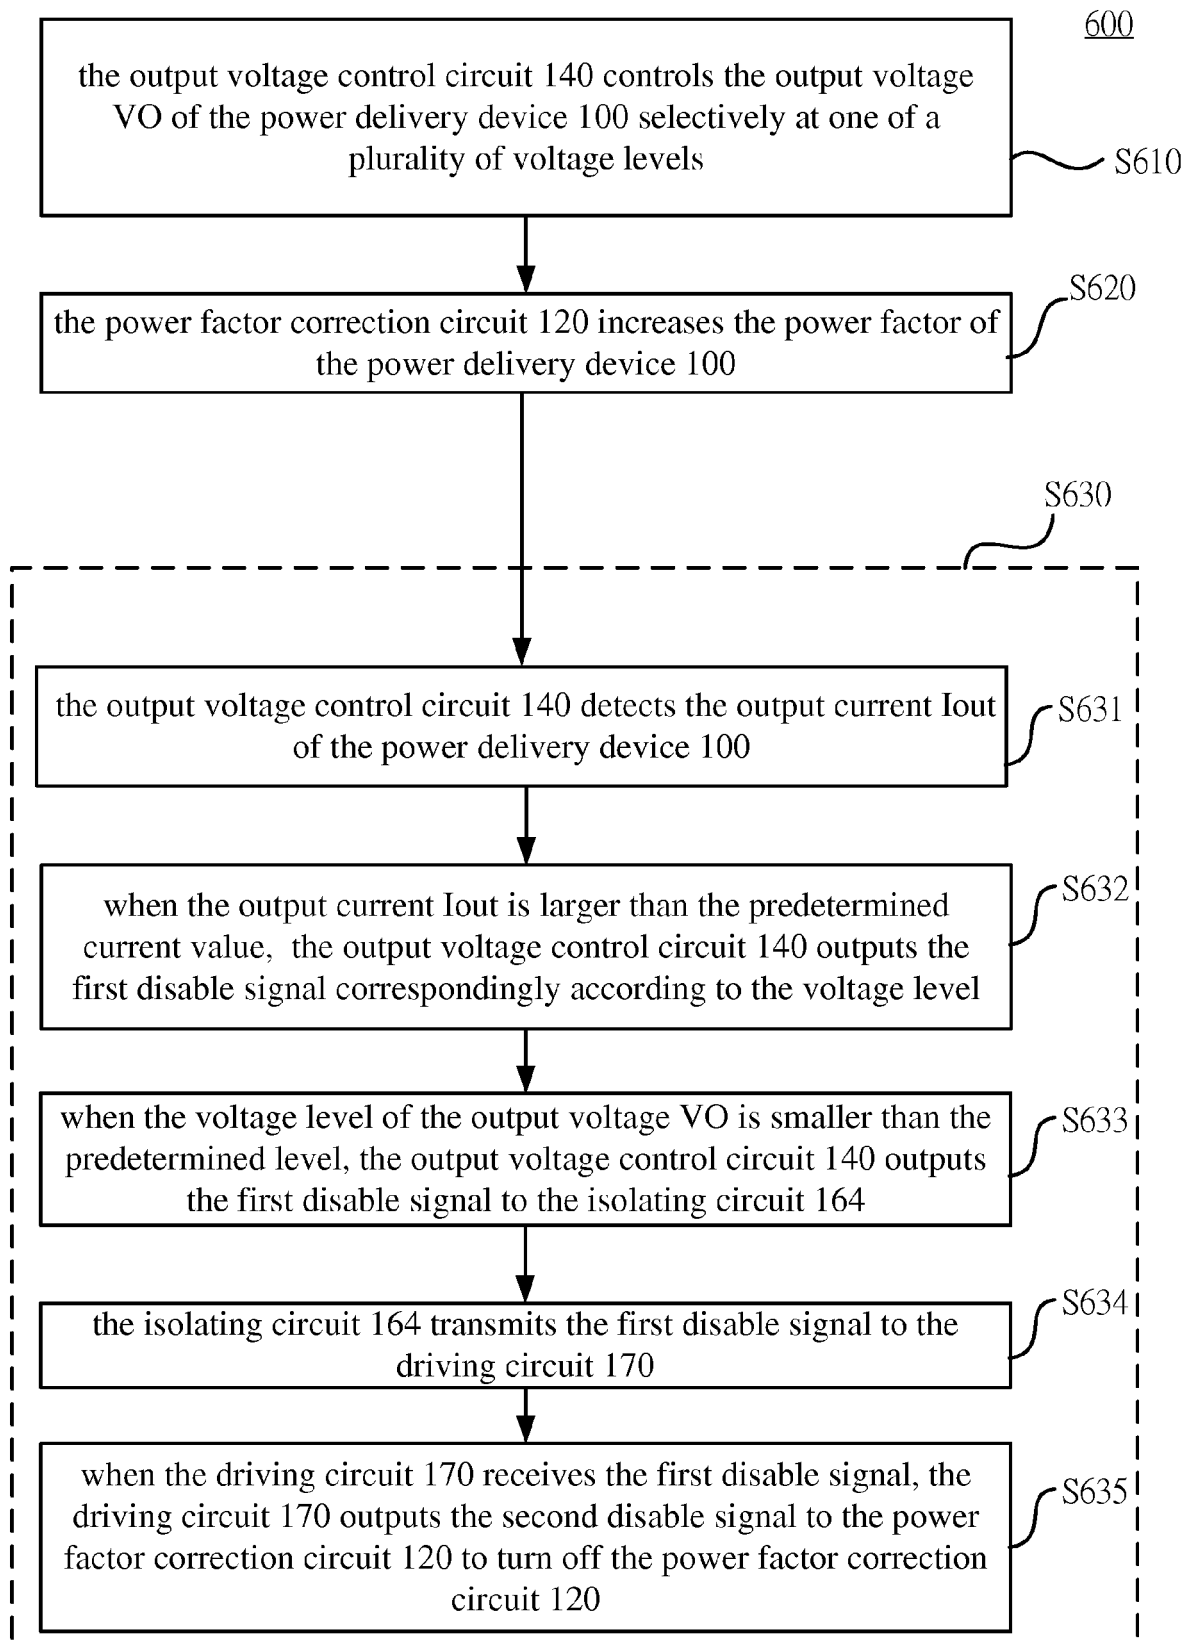 600
the output voltage control circuit 140 controls the output voltage
VO of the power delivery device 100 selectively at one of a
plurality of voltage levels
S610
S620
the power factor correction circuit 120 increases the power factor of
the power delivery device 100
S630
the output voltage control circuit 140 detects the output current Iout
of the power delivery device 100
S631
when the output current Iout is larger than the predetermined
current value, the output voltage control circuit 140 outputs the
first disable signal correspondingly according to the voltage level
S632
when the voltage level of the output voltage VO is smaller than the
predetermined level, the output voltage control circuit 140 outputs
the first disable signal to the isolating circuit 164
S633
the isolating circuit 164 transmits the first disable signal to the
driving circuit 170
S634
when the driving circuit 170 receives the first disable signal, the
driving circuit 170 outputs the second disable signal to the power
factor correction circuit 120 to turn off the power factor correction
circuit 120
S635